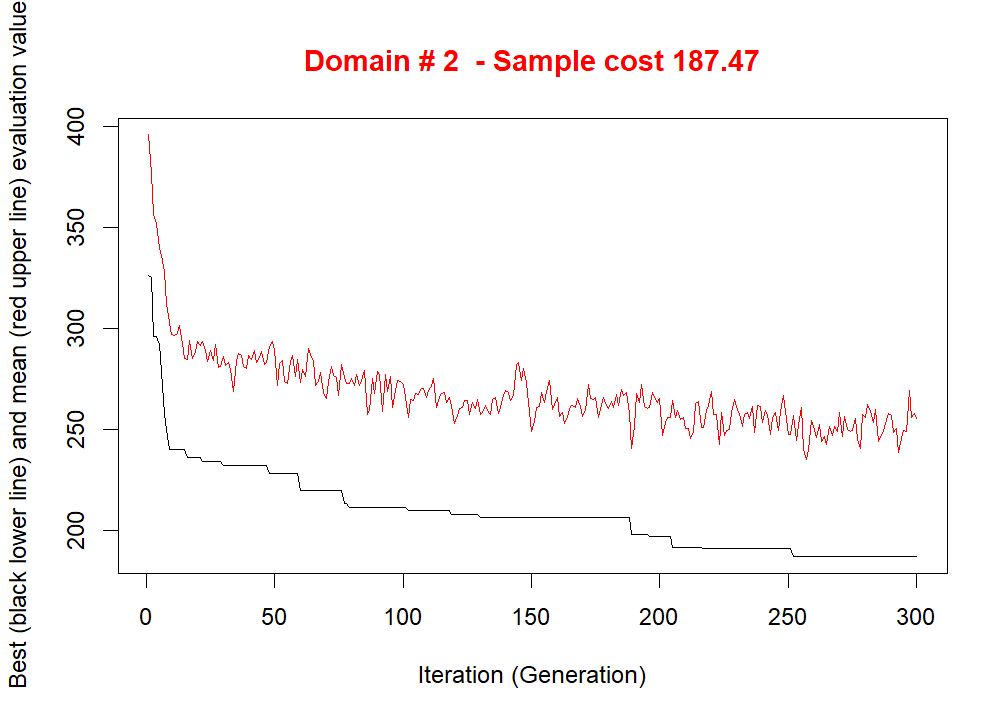 Domain # 2  - Sample cost 187.47
Best (black lower line) and mean (red upper line) evaluation value
400
350
300
250
200
0 50 100 150 200 250 300
Iteration (Generation)